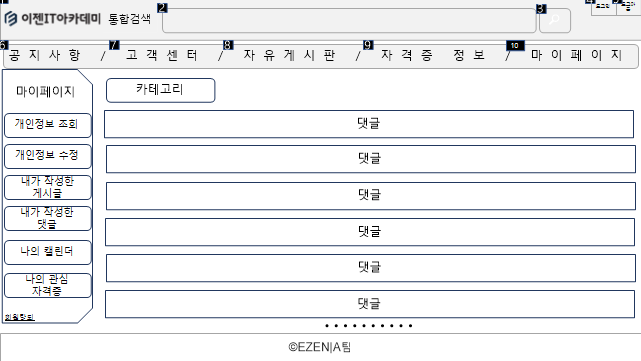 이젠IT아카데미 통합검색 2 3
6 공 지 사 항 / 7 고 객 센 터 / 8 자 유 게 시 판 / 9 자 격 증 정 보 / 10 마 이 페 이 지
마이페이지
카테고리
개인정보 조회
개인정보 수정
내가 작성한
게시글
내가 작성한
댓글
나의 캘린더
나의 관심
자격증
회원탈퇴
댓글
댓글
댓글
댓글
댓글
댓글
©EZEN|A팀